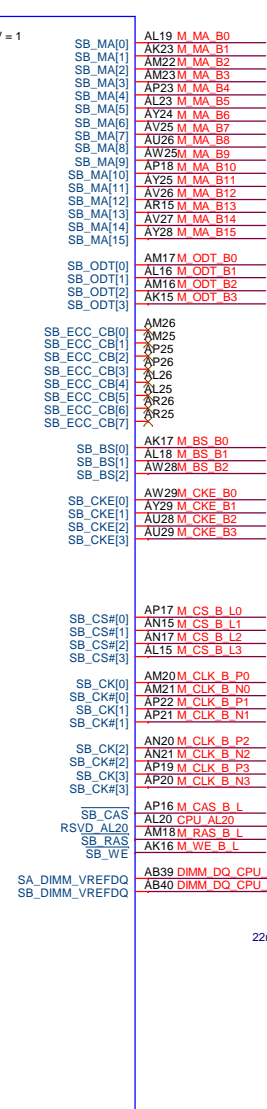 / = 1
SB_MA[0] AL19 M_MA_B0
SB_MA[1] AK23 M_MA_B1
SB_MA[2] AM22 M_MA_B2
SB_MA[3] AM23 M_MA_B3
SB_MA[4] AP23 M_MA_B4
SB_MA[5] AL23 M_MA_B5
SB_MA[6] AY24 M_MA_B6
SB_MA[7] AV25 M_MA_B7
SB_MA[8] AU26 M_MA_B8
SB_MA[9] AW25 M_MA_B9
SB_MA[10] AP18 M_MA_B10
SB_MA[11] AY25 M_MA_B11
SB_MA[12] AV26 M_MA_B12
SB_MA[13] AR15 M_MA_B13
SB_MA[14] AV27 M_MA_B14
SB_MA[15] AY28 M_MA_B15
SB_ODT[0] AM17 M_ODT_B0
SB_ODT[1] AL16 M_ODT_B1
SB_ODT[2] AM16 M_ODT_B2
SB_ODT[3] AK15 M_ODT_B3
SB_ECC_CB[0] AM26
SB_ECC_CB[1] AM25
SB_ECC_CB[2] AP25
SB_ECC_CB[3] AP26
SB_ECC_CB[4] AL26
SB_ECC_CB[5] AL25
SB_ECC_CB[6] AR26
SB_ECC_CB[7] AR25
SB_BS[0] AK17 M_BS_B0
SB_BS[1] AL18 M_BS_B1
SB_BS[2] AW28 M_BS_B2
SB_CKE[0] AW29 M_CKE_B0
SB_CKE[1] AY29 M_CKE_B1
SB_CKE[2] AU28 M_CKE_B2
SB_CKE[3] AU29 M_CKE_B3
SB_CS#[0] AP17 M_CS_B_L0
SB_CS#[1] AN15 M_CS_B_L1
SB_CS#[2] AN17 M_CS_B_L2
SB_CS#[3] AL15 M_CS_B_L3
SB_CK[0] AM20 M_CLK_B_P0
SB_CK#[0] AM21 M_CLK_B_N0
SB_CK[1] AP22 M_CLK_B_P1
SB_CK#[1] AP21 M_CLK_B_N1
SB_CK[2] AN20 M_CLK_B_P2
SB_CK#[2] AN21 M_CLK_B_N2
SB_CK[3] AP19 M_CLK_B_P3
SB_CK#[3] AP20 M_CLK_B_N3
SB_CAS AP16 M_CAS_B_L
RSVD_AL20 AL20 CPU_AL20
SB_RAS AM18 M_RAS_B_L
SB_WE AK16 M_WE_B_L
SA_DIMM_VREFDQ AB39 DIMM_DQ_CPU_
SB_DIMM_VREFDQ AB40 DIMM_DQ_CPU_